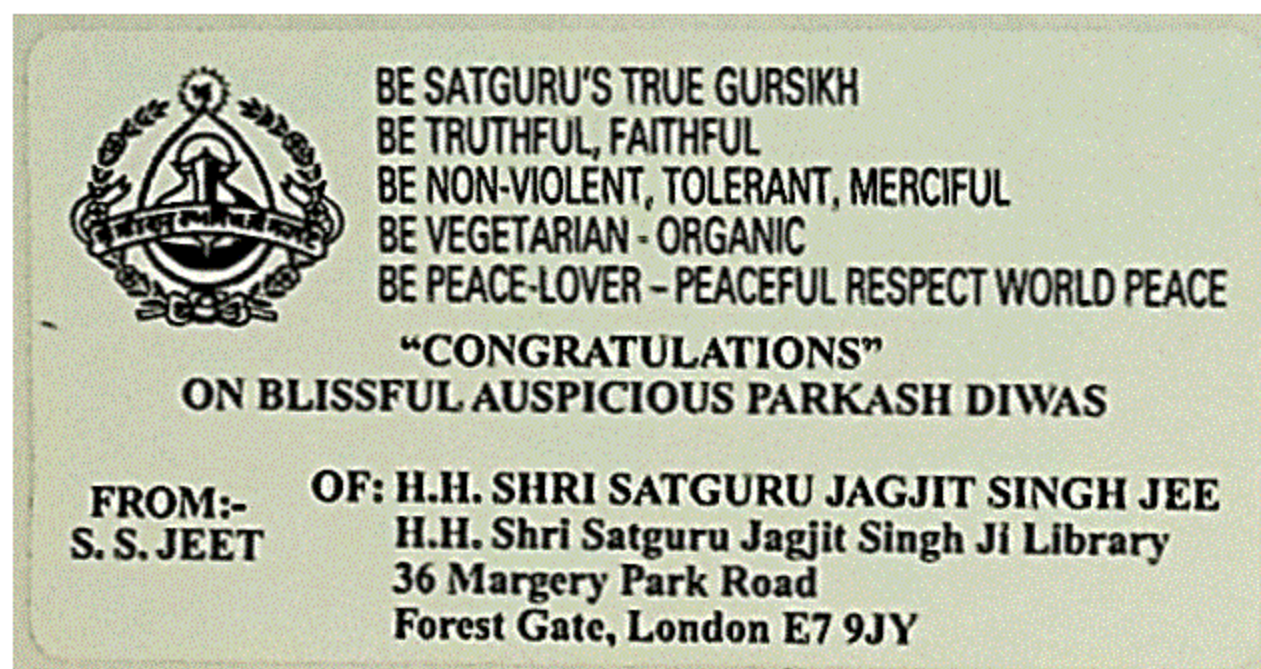 BE SATGURU'S TRUE GURSIKH
BE TRUTHFUL, FAITHFUL
BE NON-VIOLENT, TOLERANT, MERCIFUL
BE VEGETARIAN - ORGANIC
BE PEACE-LOVER – PEACEFUL RESPECT WORLD PEACE
“CONGRATULATIONS”
ON BLISSFUL AUSPICIOUS PARKASH DIWAS
FROM:-
S. S. JEET
OF: H.H. SHRI SATGURU JAGJIT SINGH JEE
H.H. Shri Satguru Jagjit Singh Ji Library
36 Margery Park Road
Forest Gate, London E7 9JY